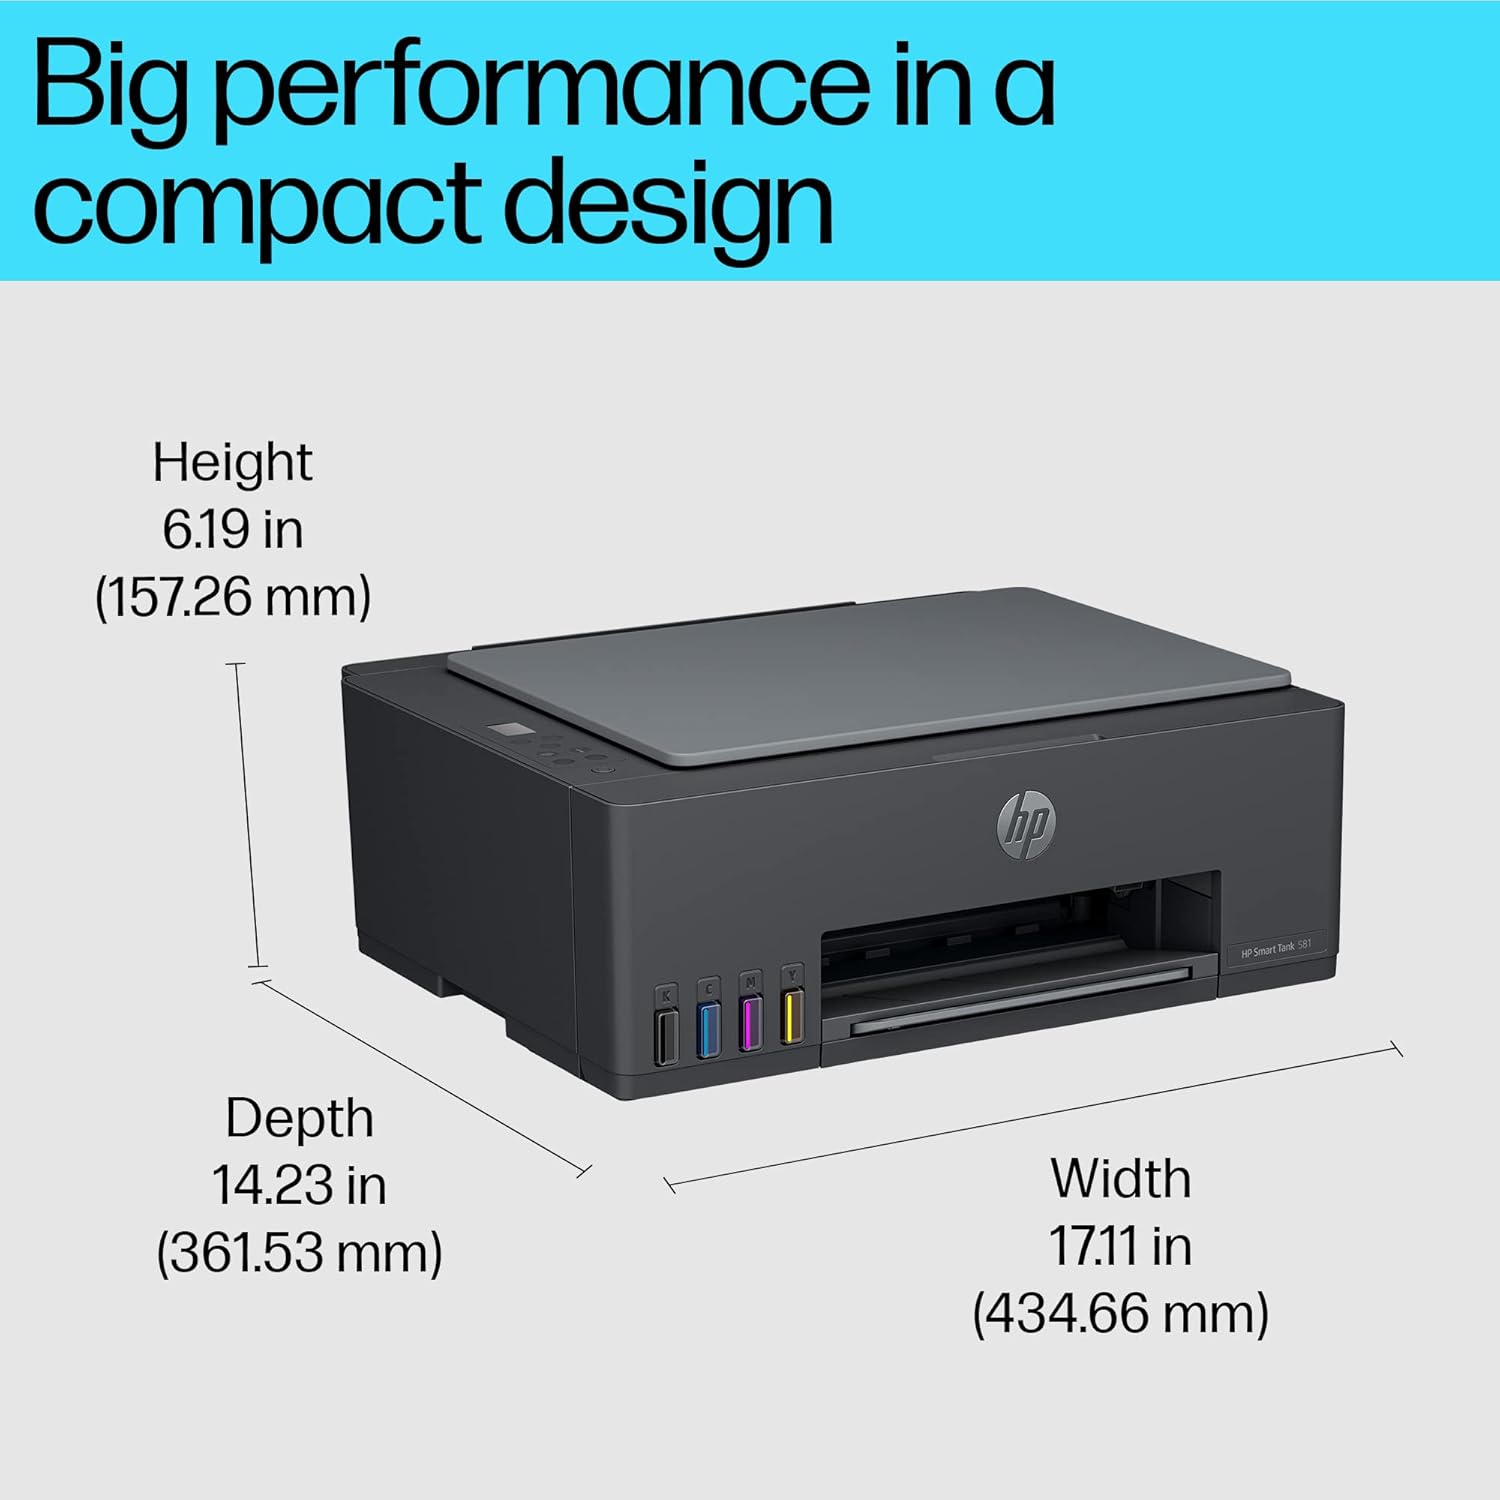 Big performance in a
compact design
Height
6.19 in
(157.26 mm)
hp
HP Smart Tank 581
K C M Y
Depth
14.23 in
(361.53 mm)
Width
17.11 in
(434.66 mm)